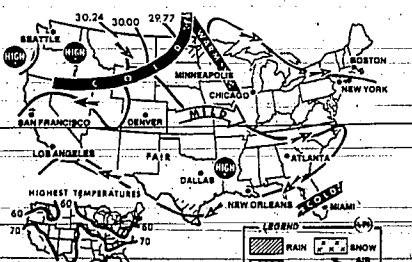 30.24 30.00 29.77
SEATTLE
HIGH
HIGH
COLD
WARM
MINNEAPOLIS
BOSTON
NEW YORK
CHICAGO
MILD
SAN FRANCISCO
DENVER
LOS ANGELES
FAIR
HIGH
ATLANTA
DALLAS
NEW ORLEANS
COLD
MIAMI
HIGHEST TEMPERATURES
60
60
60
70
70
LEGEND
RAIN
SNOW
AIR